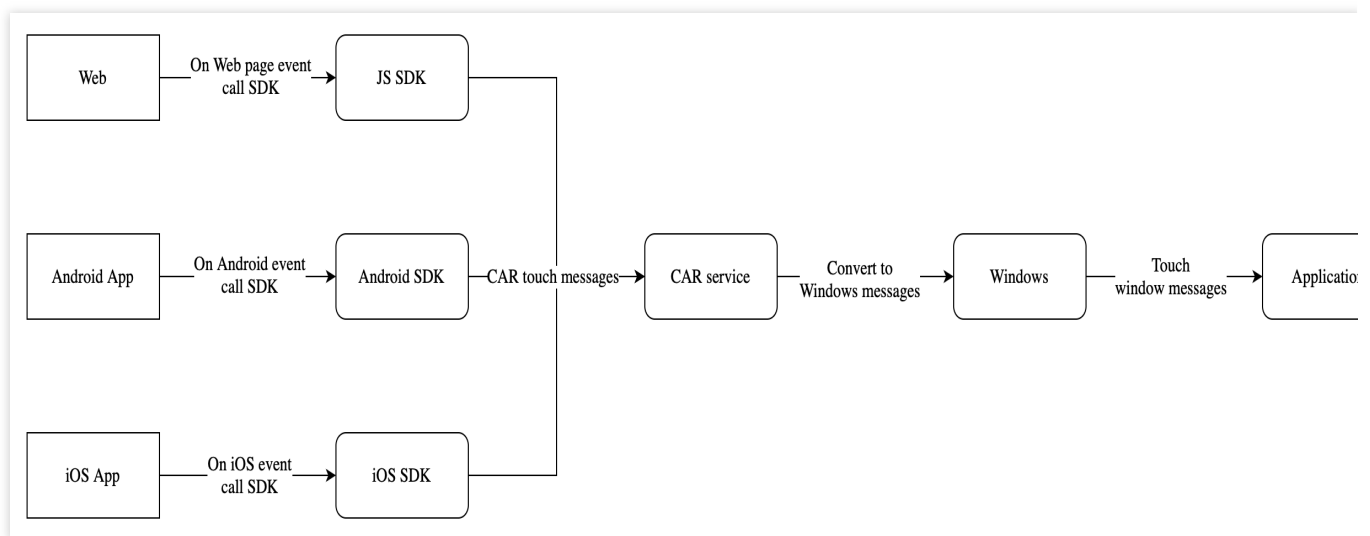 Web
On Web page event
call SDK
JS SDK
Android App
On Android event
call SDK
Android SDK
CAR touch messages
CAR service
Convert to
Windows messages
Windows
Touch
window messages
iOS App
On iOS event
call SDK
iOS SDK